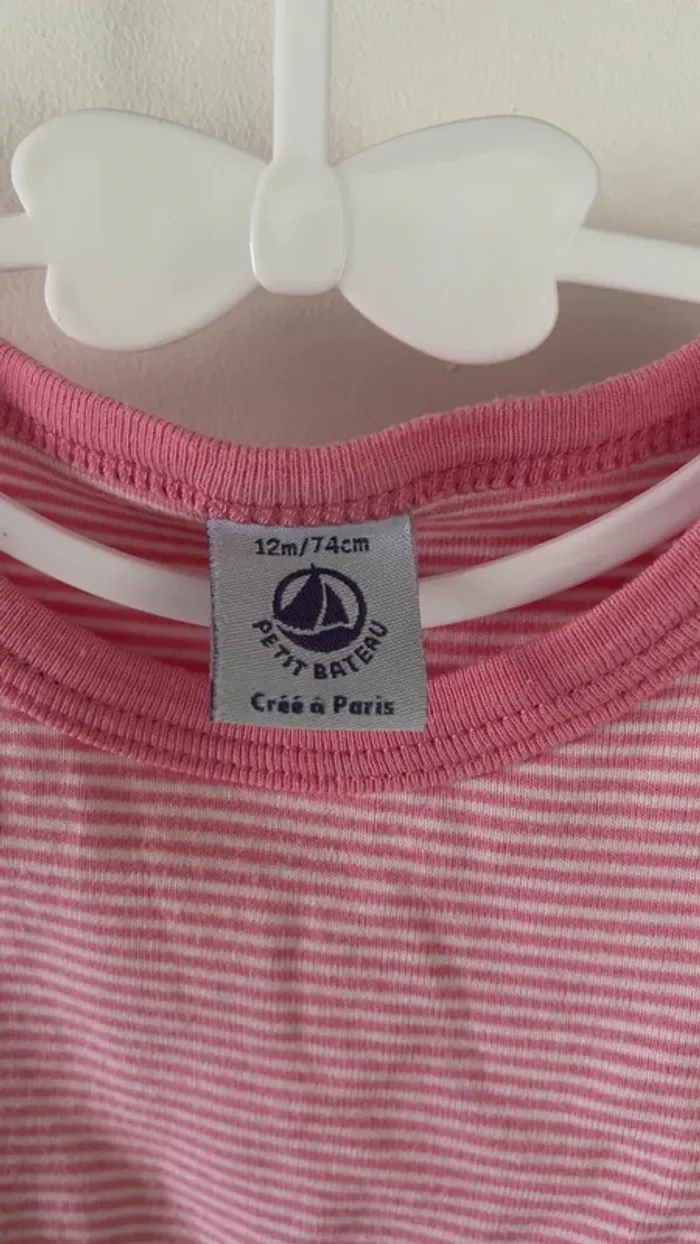 12m/74cm
PETIT BATEAU
Créé à Paris